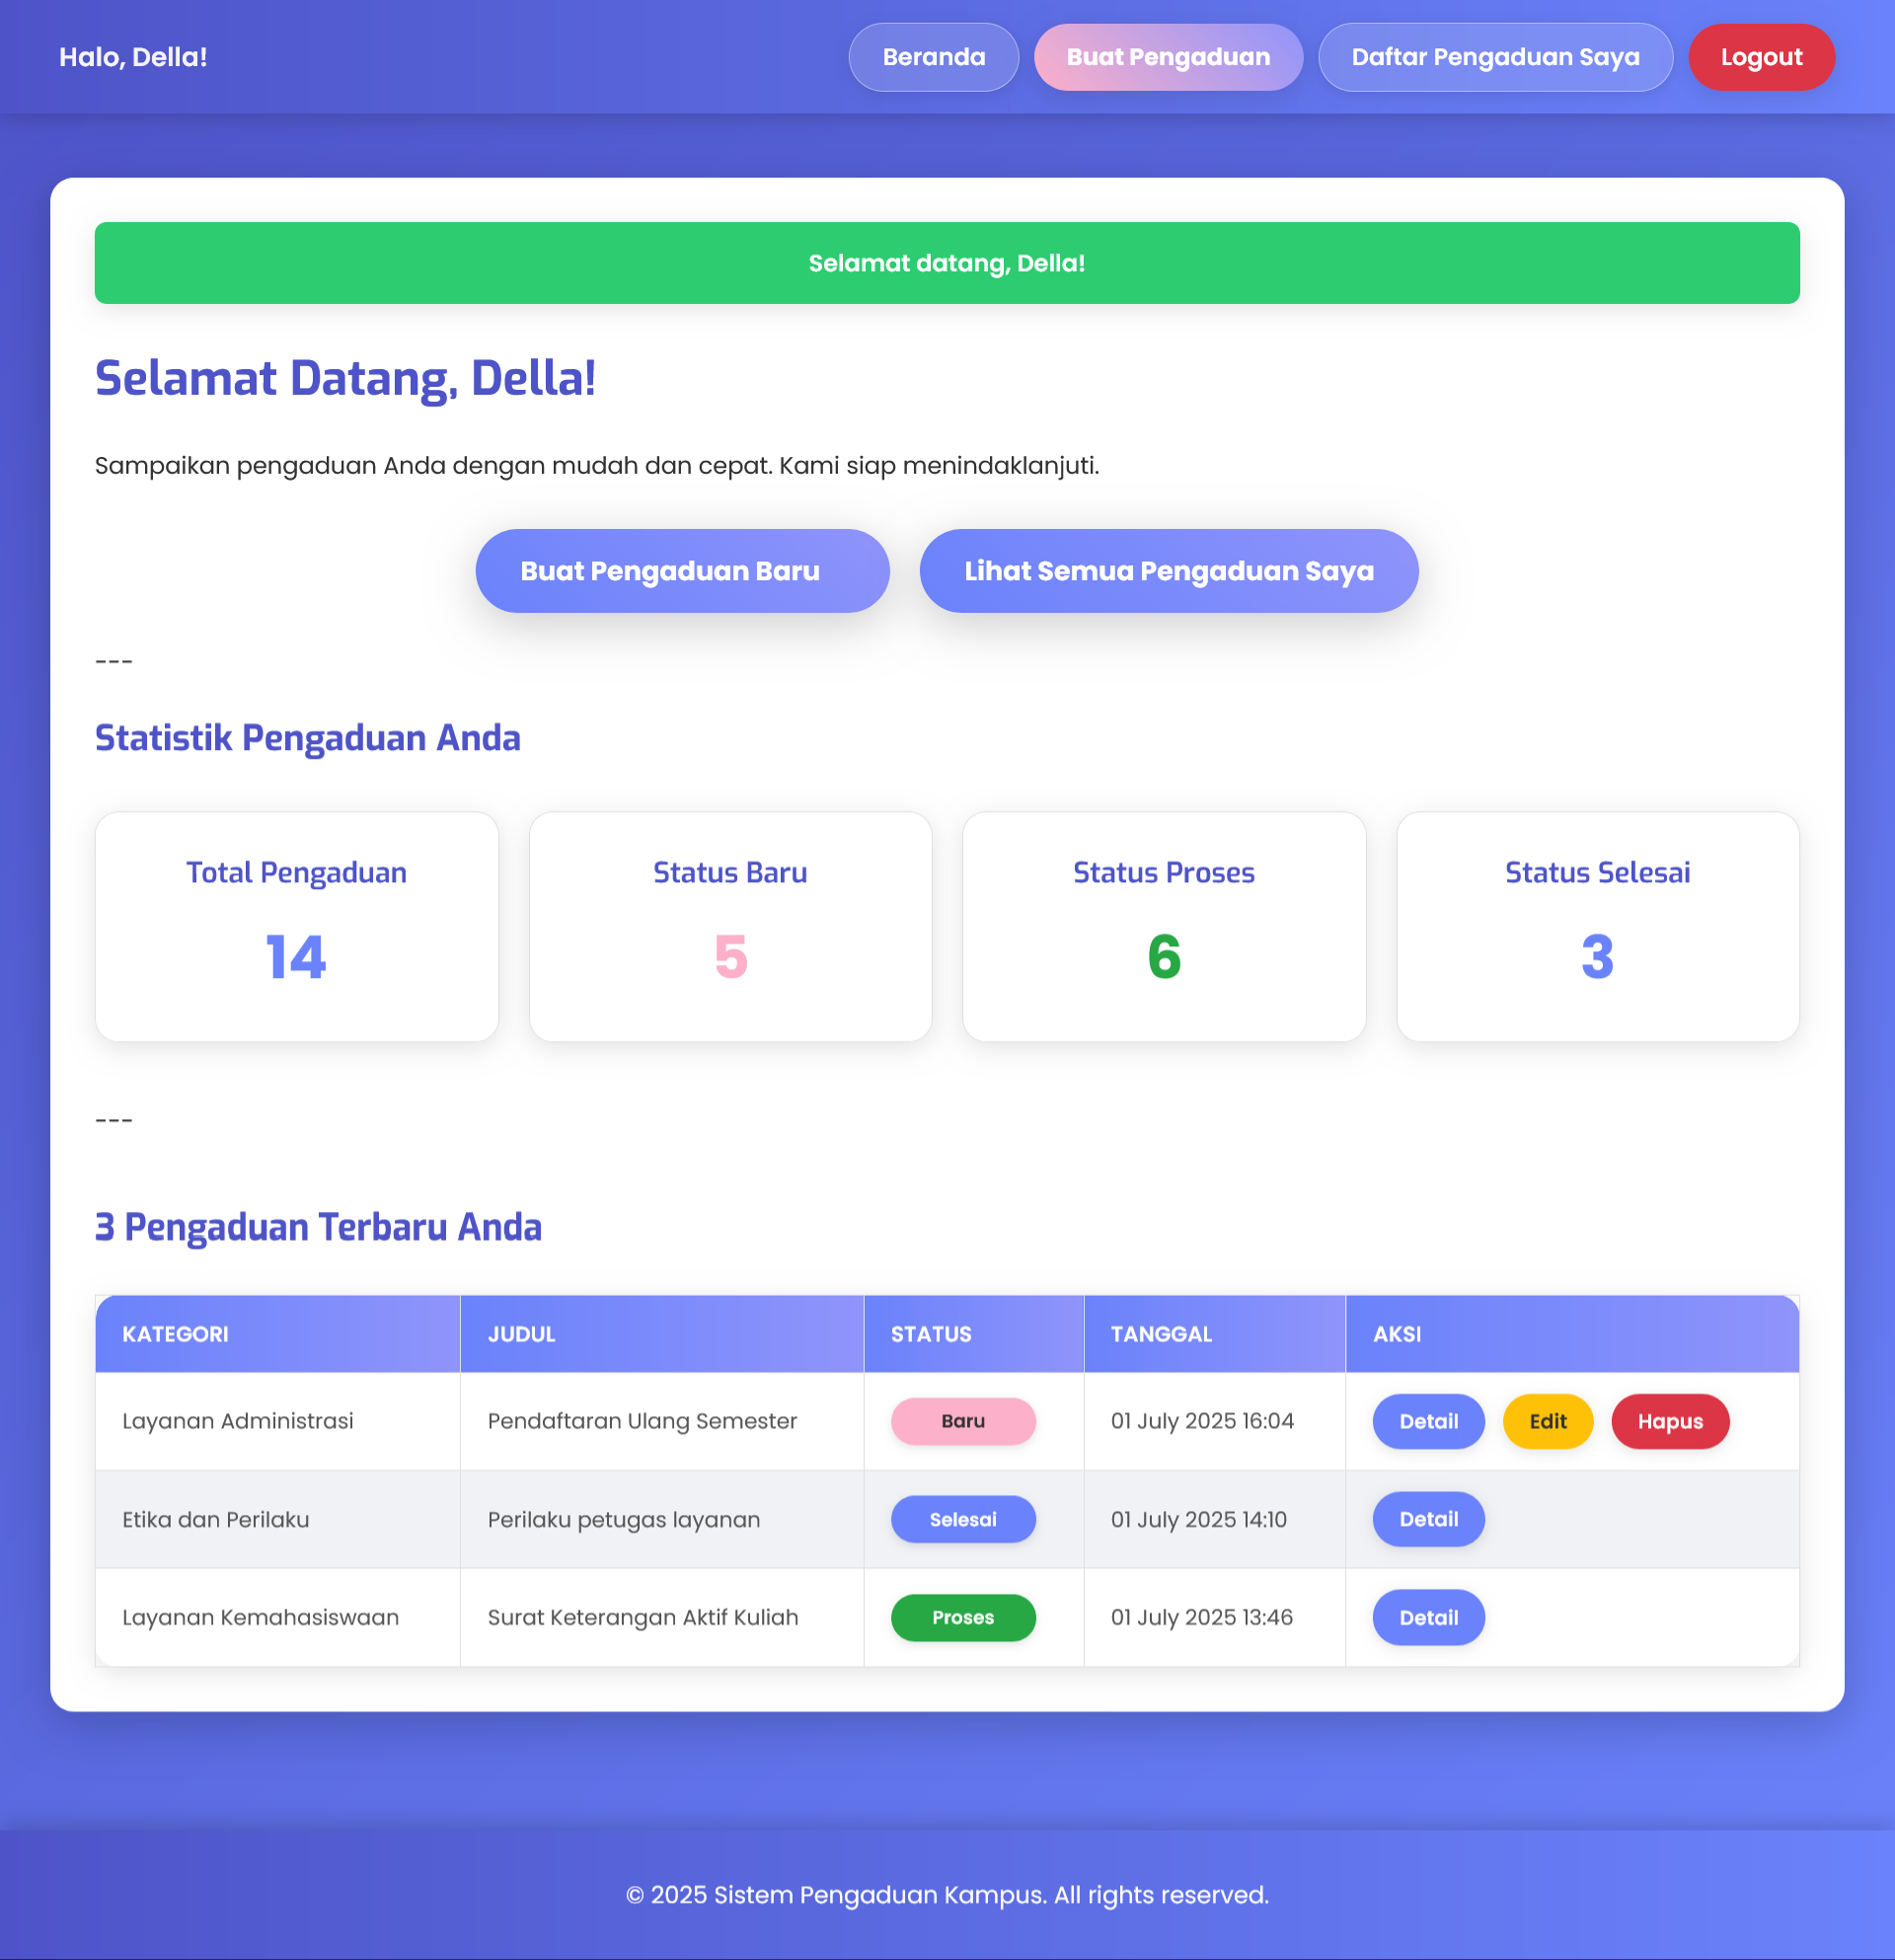 Halo, Della!
Beranda
Buat Pengaduan
Daftar Pengaduan Saya
Logout
Selamat datang, Della!
Selamat Datang, Della!
Sampaikan pengaduan Anda dengan mudah dan cepat. Kami siap menindaklanjuti.
Buat Pengaduan Baru
Lihat Semua Pengaduan Saya
---
Statistik Pengaduan Anda
Total Pengaduan
14
Status Baru
5
Status Proses
6
Status Selesai
3
---
3 Pengaduan Terbaru Anda
KATEGORI JUDUL STATUS TANGGAL AKSI
Layanan Administrasi Pendaftaran Ulang Semester Baru 01 July 2025 16:04 Detail Edit Hapus
Etika dan Perilaku Perilaku petugas layanan Selesai 01 July 2025 14:10 Detail
Layanan Kemahasiswaan Surat Keterangan Aktif Kuliah Proses 01 July 2025 13:46 Detail
© 2025 Sistem Pengaduan Kampus. All rights reserved.